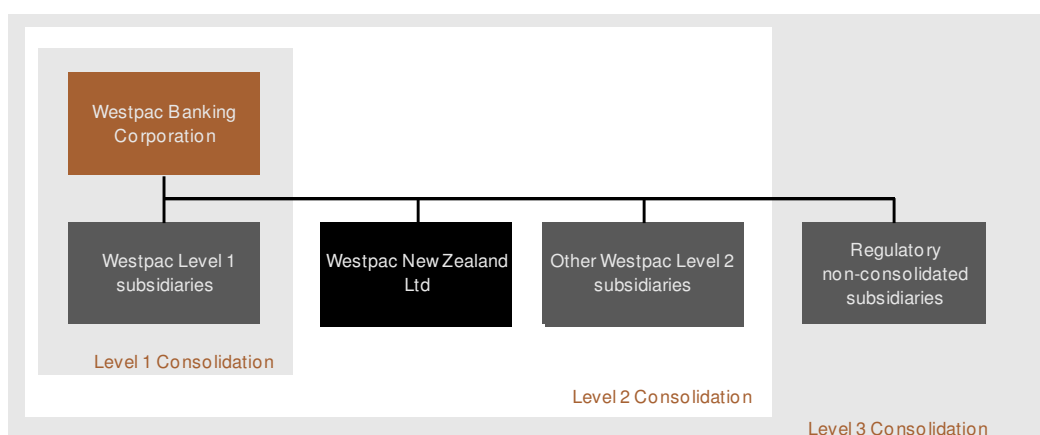 Westpac Banking
Corporation
Westpac Level 1
subsidiaries
Westpac New Zealand
Ltd
Other Westpac Level 2
subsidiaries
Regulatory
non-consolidated
subsidiaries
Level 1 Consolidation
Level 2 Consolidation
Level 3 Consolidation